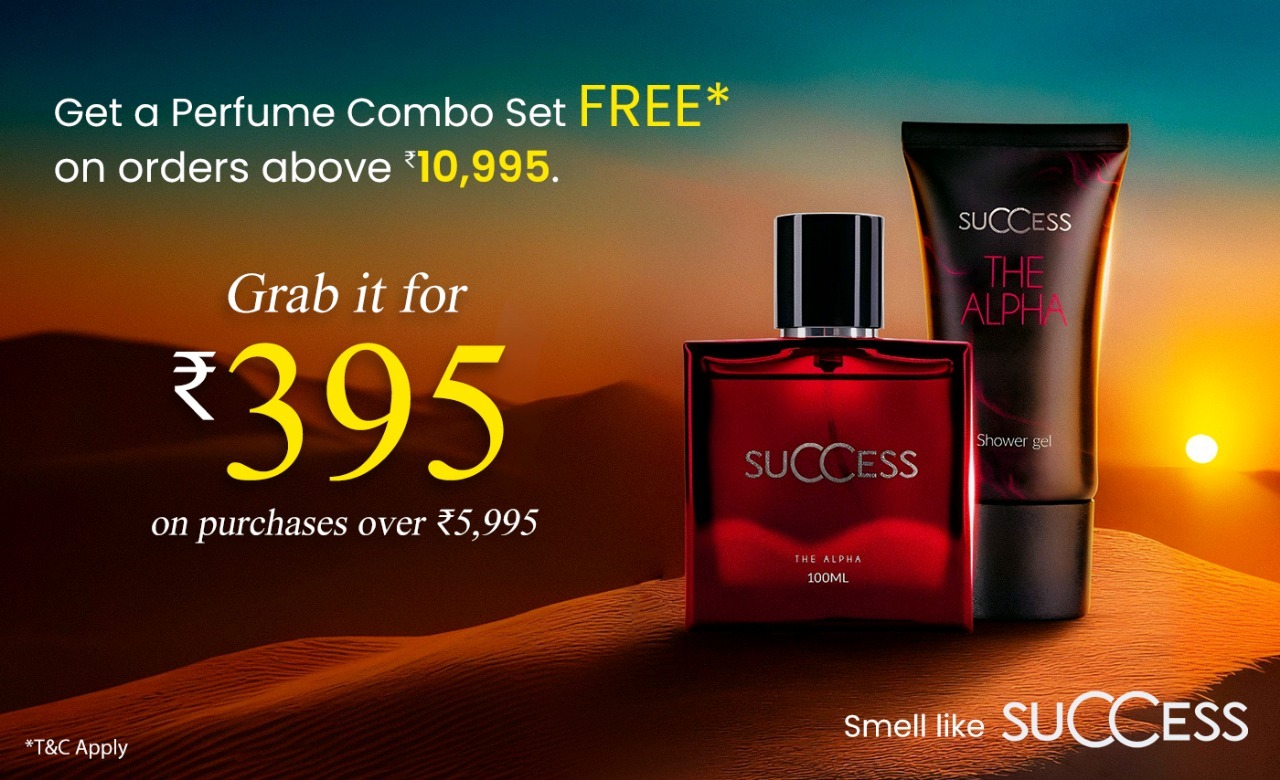 Get a Perfume Combo Set FREE*
on orders above ₹10,995.
Grab it for
₹395
on purchases over ₹5,995
SUCCESS
THE
ALPHA
Shower gel
SUCCESS
THE ALPHA
100ML
Smell like SUCCESS
*T&C Apply